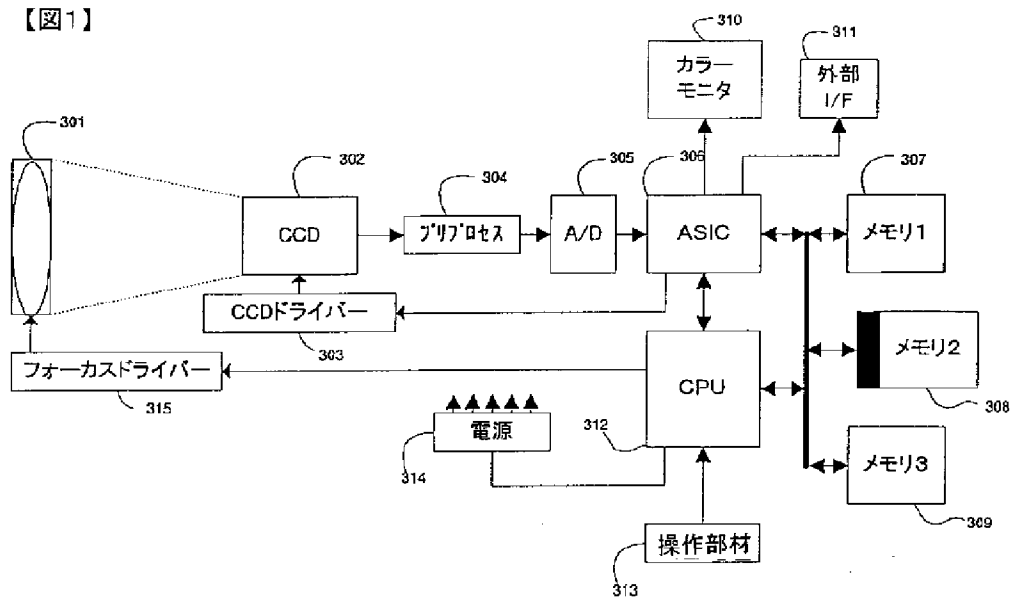 【図1】
310
カラー
モニタ
311
外部
I/F
301
302
CCD
304
プリプロセス
305
A/D
306
ASIC
307
メモリ1
CCDドライバー
303
フォーカスドライバー
315
CPU
312
メモリ2
308
電源
314
メモリ3
309
操作部材
313